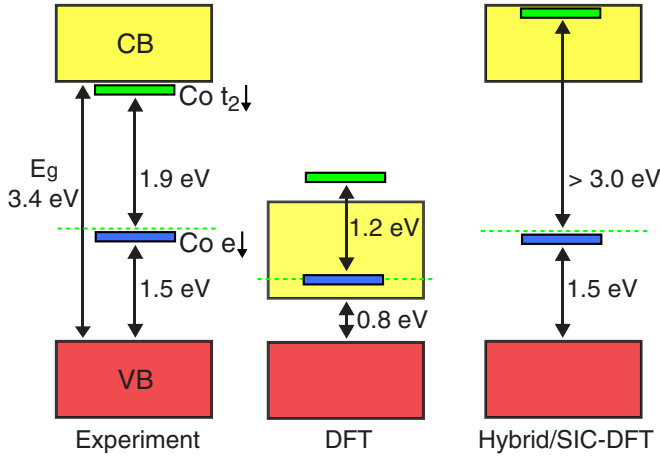 CB
Co t₂↓
Eg
3.4 eV
1.9 eV
Co e↓
1.5 eV
VB
Experiment
1.2 eV
0.8 eV
DFT
> 3.0 eV
1.5 eV
Hybrid/SIC-DFT